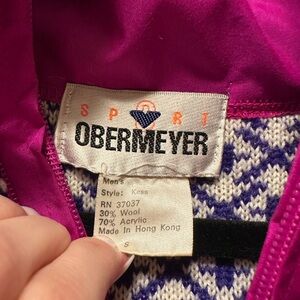 SPORT
OBERMEYER
Men's
Style: Kess
RN 37037
30% Wool
70% Acrylic
Made in Hong Kong
S